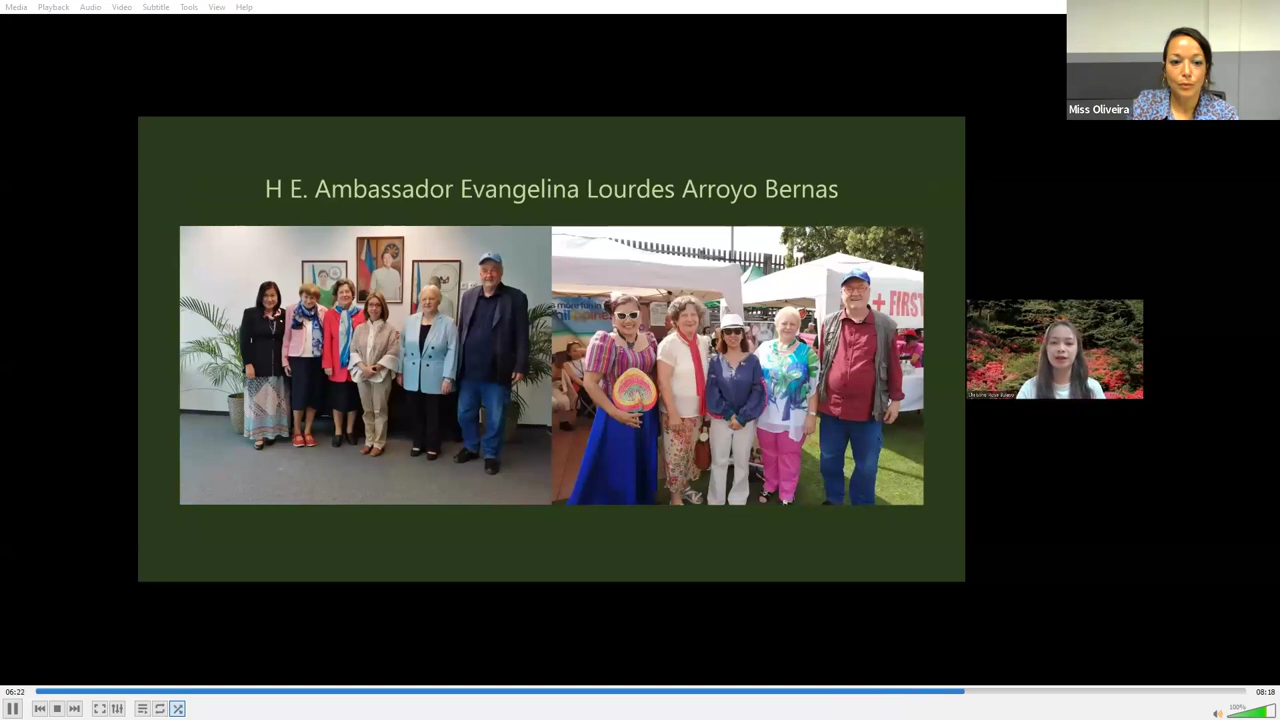 Media Playback Audio Video Subtitle Tools View Help
Miss Oliveira
H E. Ambassador Evangelina Lourdes Arroyo Bernas
+ FIRST
06:22
08:18
100%